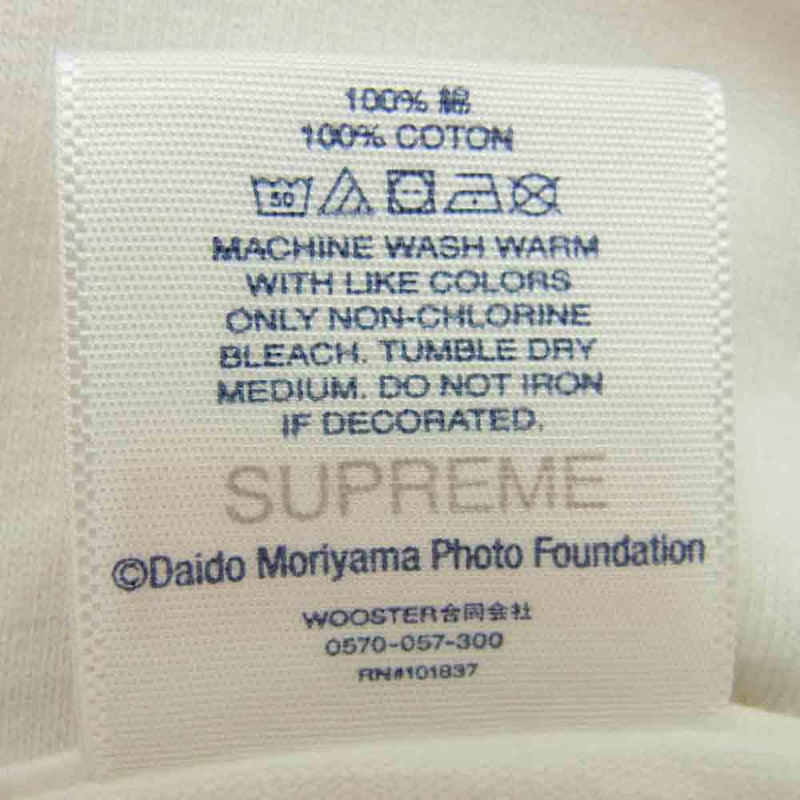 100% 綿
100% COTON
50
MACHINE WASH WARM
WITH LIKE COLORS
ONLY NON-CHLORINE
BLEACH. TUMBLE DRY
MEDIUM. DO NOT IRON
IF DECORATED.
SUPREME
©Daido Moriyama Photo Foundation
WOOSTER合同会社
0570-057-300
RN#101837